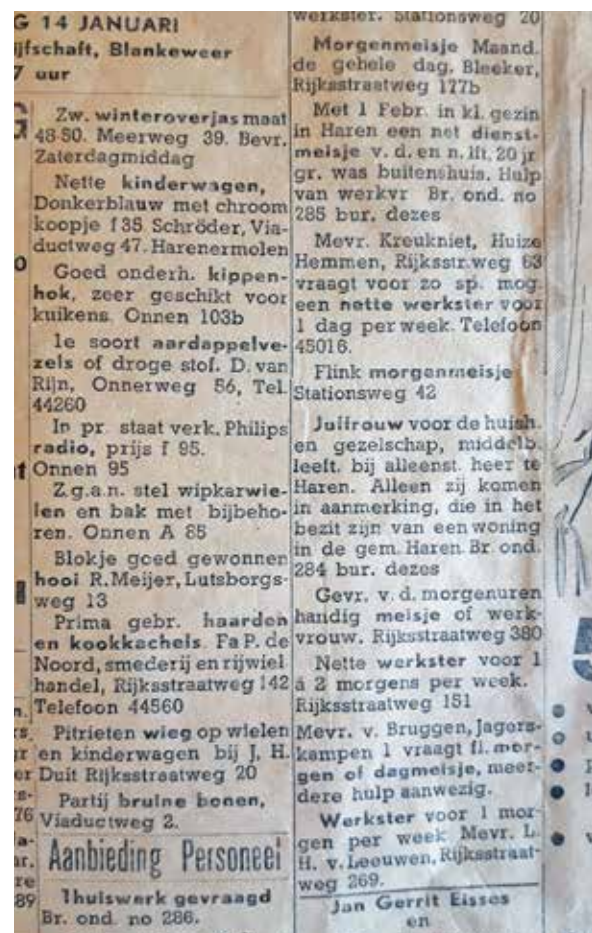 G 14 JANUARI
ijfschaft, Blankeweer
7 uur
Zw. winteroverjas maat
48-50. Meerweg 39. Bevr.
Zaterdagmiddag
Nette kinderwagen,
Donkerblauw met chroom
koopje f 35. Schröder, Via-
ductweg 47. Harenermolen
Goed onderh. kippen-
hok, zeer geschikt voor
kuikens. Onnen 103b
1e soort aardappelve-
zels of droge stof. D. van
Rijn, Onnerweg 56, Tel.
44260
In pr. staat verk. Philips
radio, prijs f 95.
Onnen 95
Z.g.a.n. stel wipkarwie-
len en bak met bijbeho-
ren. Onnen A 85
Blokje goed gewonnen
hooi R. Meijer, Lutsborgs-
weg 13
Prima gebr. haarden
en kookkachels. Fa P. de
Noord, smederij en rijwiel
handel, Rijksstraatweg 142
Telefoon 44560
Pitrieten wieg op wielen
en kinderwagen bij J. H.
Duit Rijksstraatweg 20
Partij bruine bonen,
Viaductweg 2.
Aanbieding Personeel
Thuiswerk gevraagd
Br. ond. no 286.
werkster. Stationsweg 20
Morgenmeisje Maand.
de gehele dag. Bleeker,
Rijksstraatweg 177b
Met 1 Febr. in kl. gezin
in Haren een net dienst-
meisje v. d. en n. lft. 20 jr
gr. was buitenshuis. Hulp
van werkvr Br. ond. no
285 bur. dezes
Mevr. Kreukniet, Huize
Hemmen, Rijksstr.weg 63
vraagt voor zo sp. mog.
een nette werkster voor
1 dag per week. Telefoon
45016.
Flink morgenmeisje
Stationsweg 42
Juffrouw voor de huish.
en gezelschap, middelb.
leeft. bij alleenst. heer te
Haren. Alleen zij komen
in aanmerking, die in het
bezit zijn van een woning
in de gem. Haren. Br. ond.
284 bur. dezes
Gevr. v. d. morgenuren
handig meisje of werk-
vrouw. Rijksstraatweg 380
Nette werkster voor 1
á 2 morgens per week.
Rijksstraatweg 151
Mevr. v. Bruggen, Jagers-
kampen 1 vraagt fl. mor-
gen of dagmeisje, meer-
dere hulp aanwezig.
Werkster voor 1 mor-
gen per week Mevr. L.
H. v. Leeuwen, Rijksstraat-
weg 269.
Jan Gerrit Eisses
en